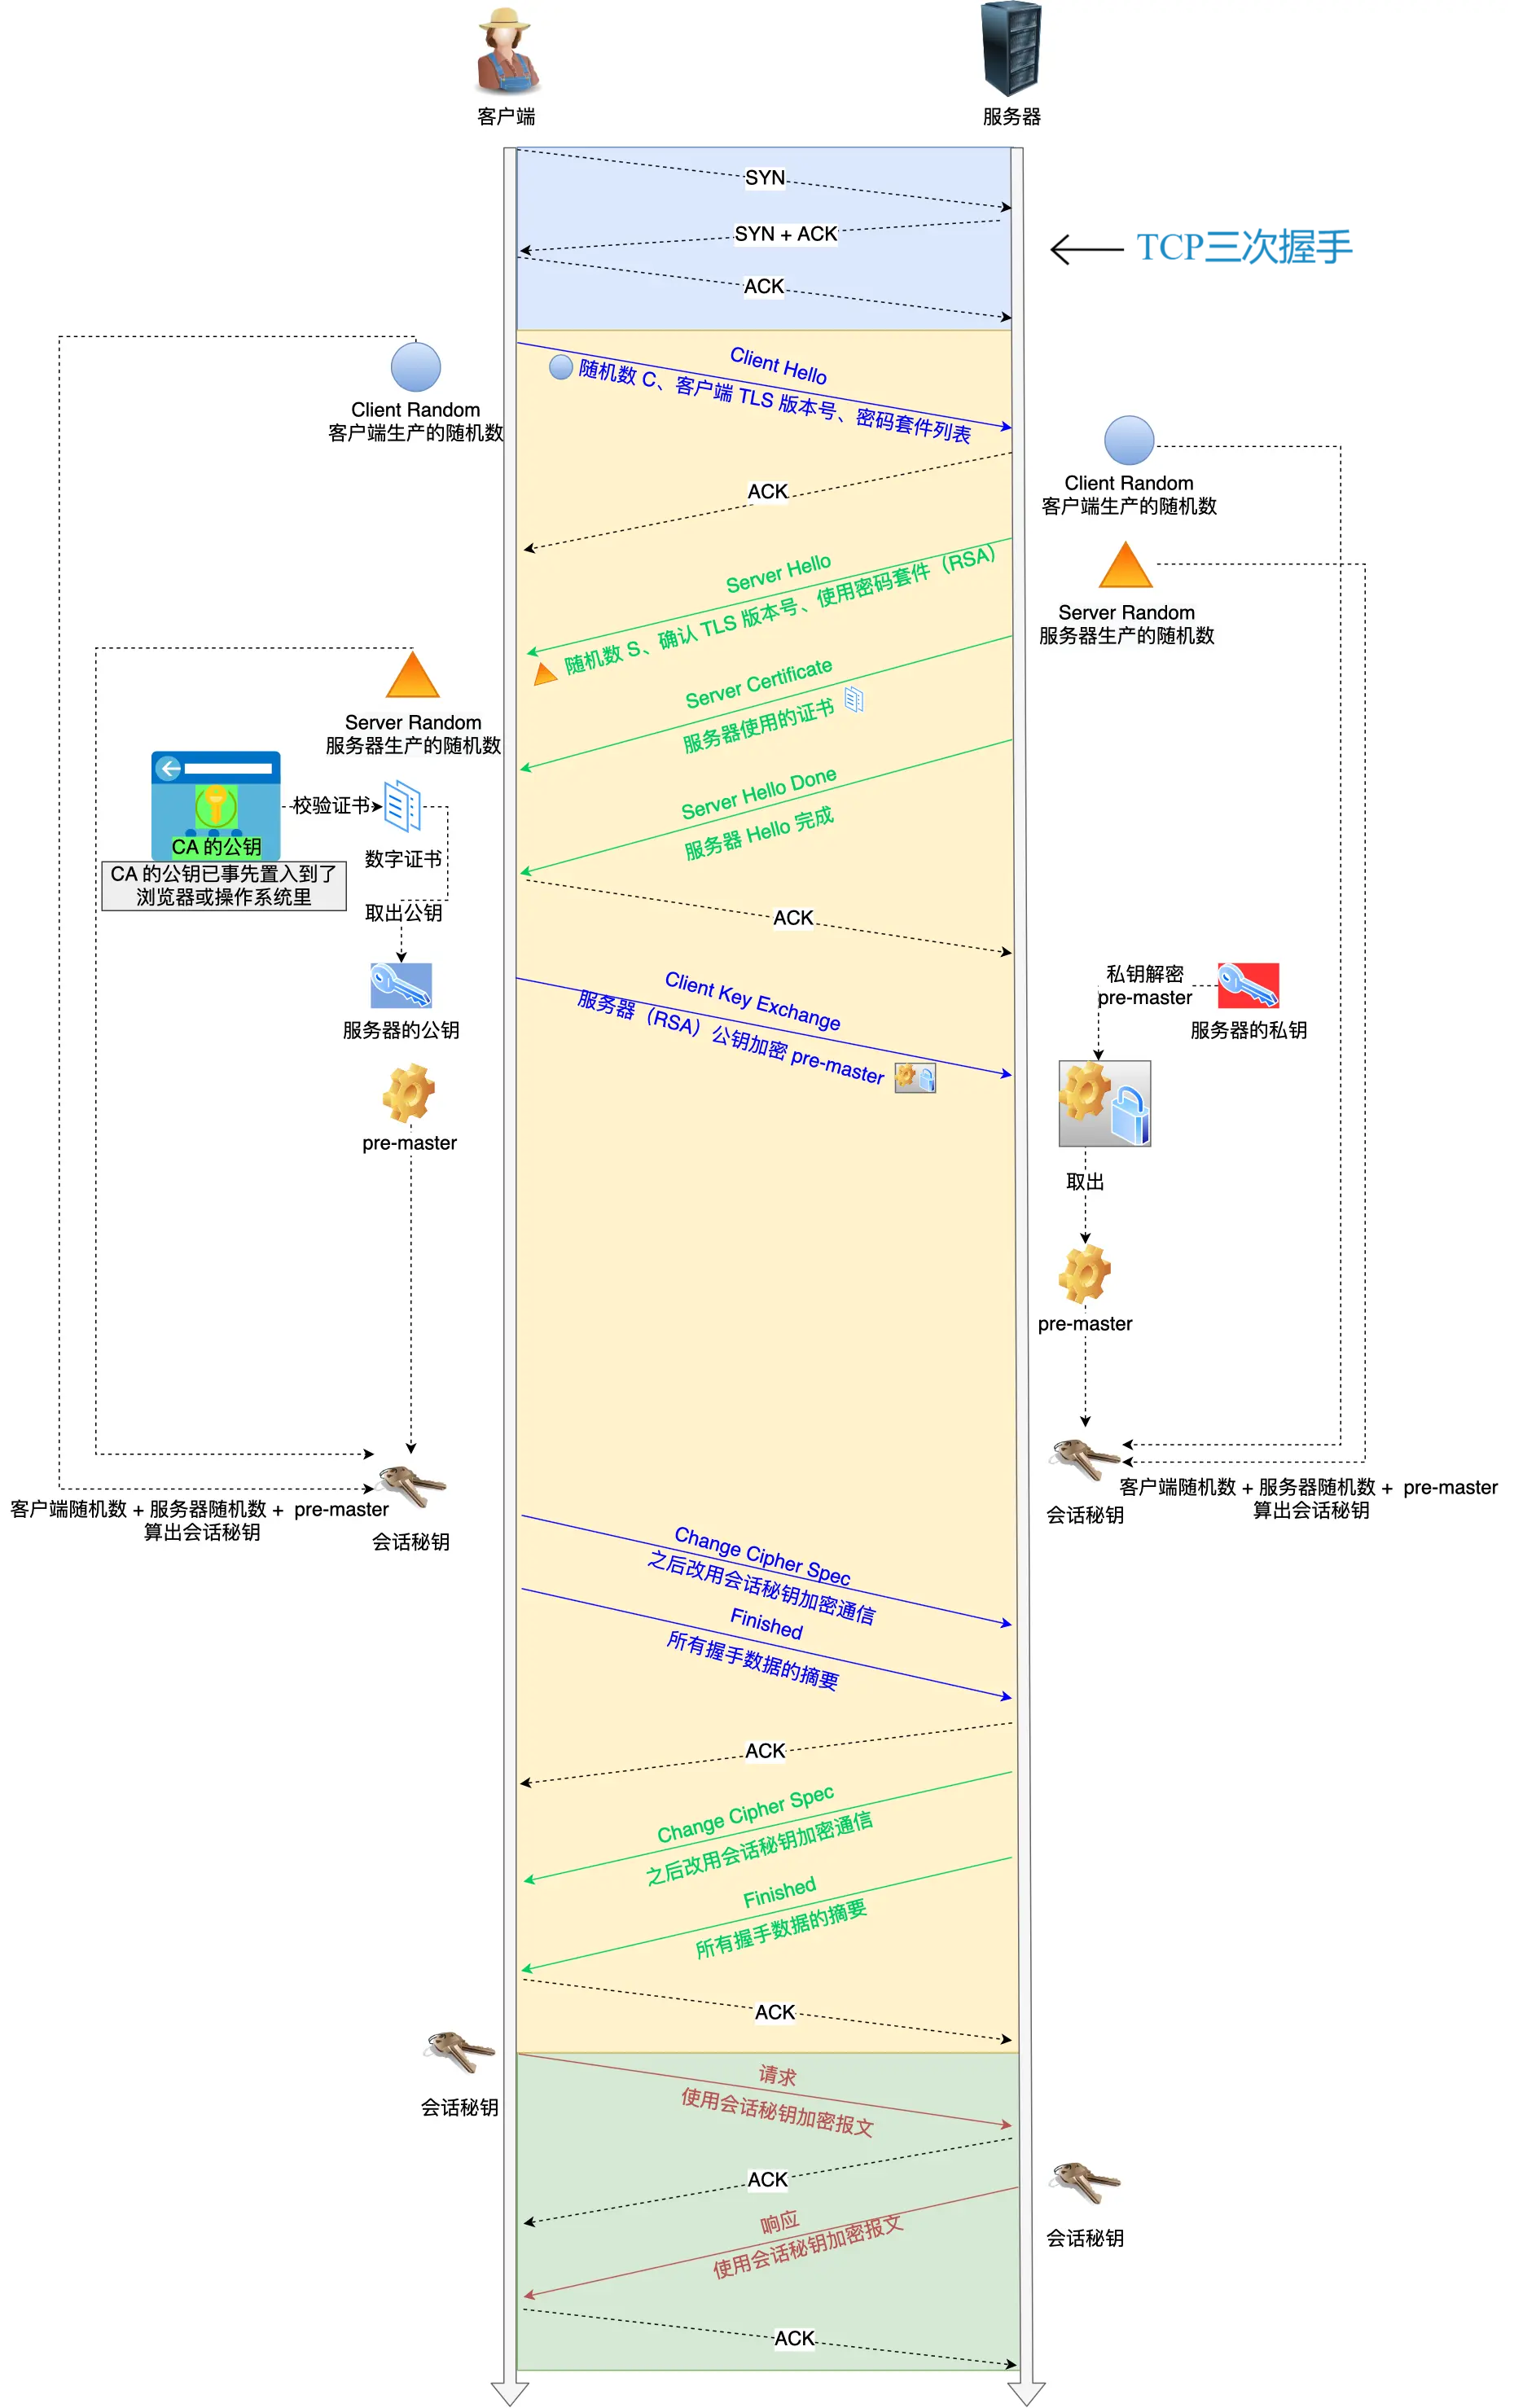 客户端
服务器
SYN
SYN + ACK
TCP三次握手
ACK
Client Hello
随机数 C、客户端 TLS 版本号、密码套件列表
Client Random
客户端生产的随机数
Client Random
客户端生产的随机数
ACK
Server Hello
随机数 S、确认 TLS 版本号、使用密码套件（RSA）
Server Random
服务器生产的随机数
Server Certificate
服务器使用的证书
Server Random
服务器生产的随机数
Server Hello Done
服务器 Hello 完成
校验证书
CA 的公钥
数字证书
CA 的公钥已事先置入到了
浏览器或操作系统里
取出公钥
ACK
Client Key Exchange
服务器（RSA）公钥加密 pre-master
私钥解密
pre-master
服务器的公钥
服务器的私钥
pre-master
取出
pre-master
客户端随机数 + 服务器随机数 + pre-master
算出会话秘钥
会话秘钥
会话秘钥
客户端随机数 + 服务器随机数 + pre-master
算出会话秘钥
Change Cipher Spec
之后改用会话秘钥加密通信
Finished
所有握手数据的摘要
ACK
Change Cipher Spec
之后改用会话秘钥加密通信
Finished
所有握手数据的摘要
ACK
请求
使用会话秘钥加密报文
会话秘钥
ACK
响应
使用会话秘钥加密报文
会话秘钥
ACK